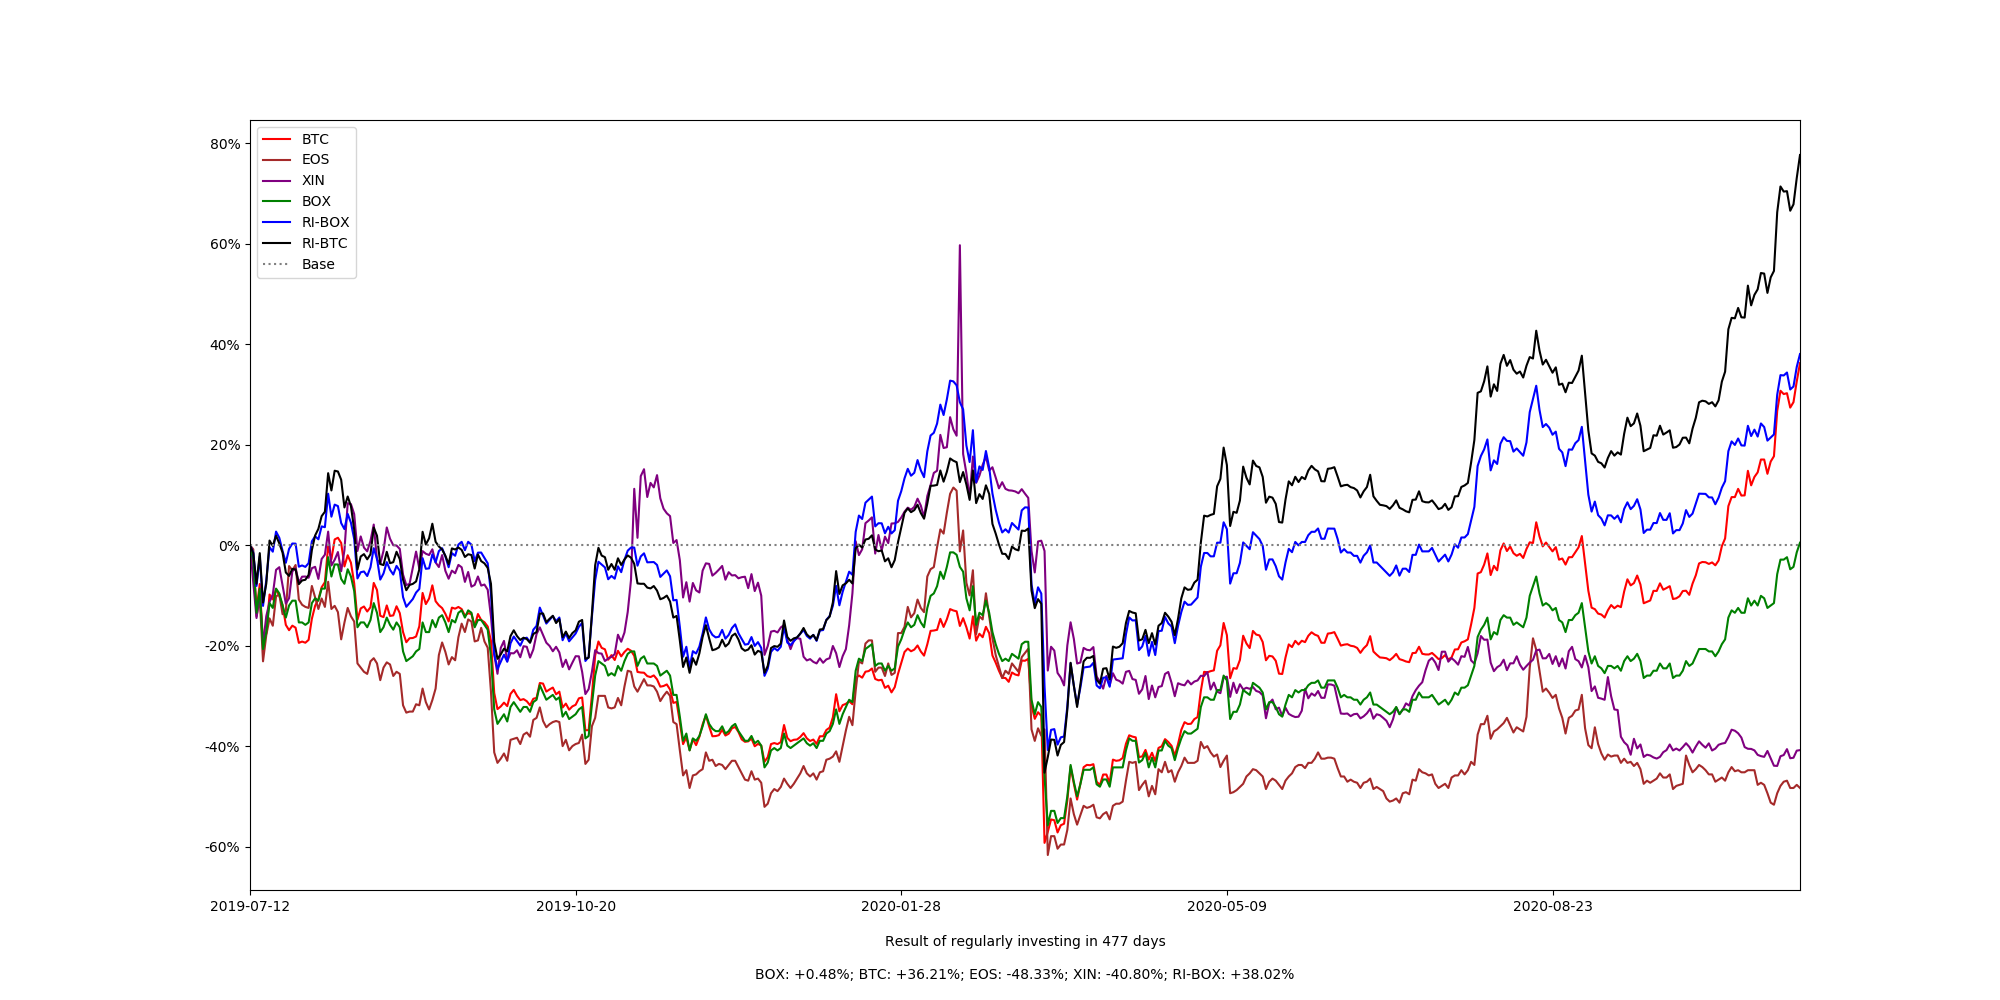 80%
60%
40%
20%
0%
-20%
-40%
-60%
BTC
EOS
XIN
BOX
RI-BOX
RI-BTC
Base
2019-07-12 2019-10-20 2020-01-28 2020-05-09 2020-08-23
Result of regularly investing in 477 days
BOX: +0.48%; BTC: +36.21%; EOS: -48.33%; XIN: -40.80%; RI-BOX: +38.02%